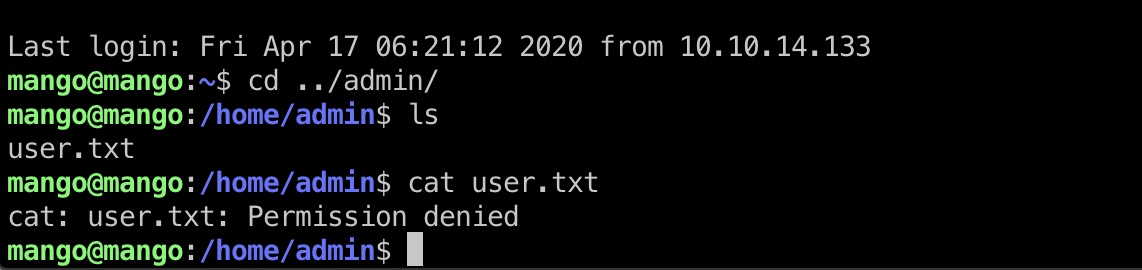 Last login: Fri Apr 17 06:21:12 2020 from 10.10.14.133
mango@mango:~$ cd ../admin/
mango@mango:/home/admin$ ls
user.txt
mango@mango:/home/admin$ cat user.txt
cat: user.txt: Permission denied
mango@mango:/home/admin$